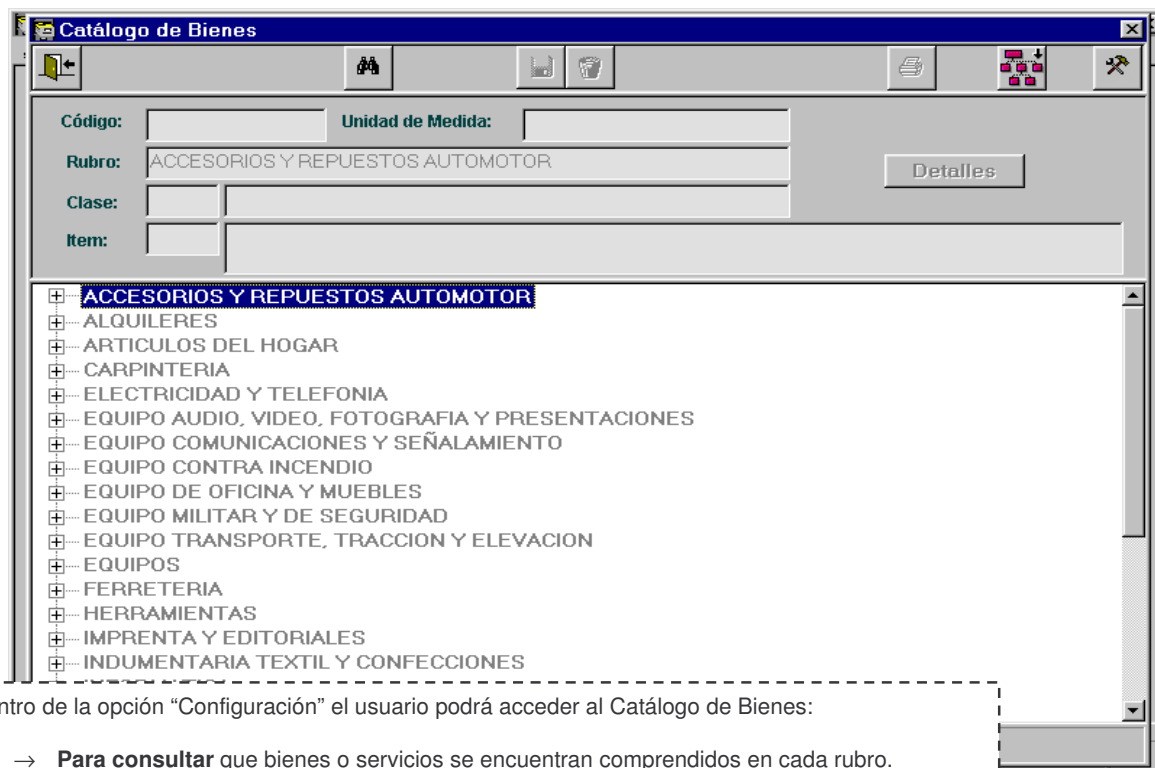 Catálogo de Bienes
Código:
Unidad de Medida:
Rubro: ACCESORIOS Y REPUESTOS AUTOMOTOR
Detalles
Clase:
Item:
ACCESORIOS Y REPUESTOS AUTOMOTOR
ALQUILERES
ARTICULOS DEL HOGAR
CARPINTERIA
ELECTRICIDAD Y TELEFONIA
EQUIPO AUDIO, VIDEO, FOTOGRAFIA Y PRESENTACIONES
EQUIPO COMUNICACIONES Y SEÑALAMIENTO
EQUIPO CONTRA INCENDIO
EQUIPO DE OFICINA Y MUEBLES
EQUIPO MILITAR Y DE SEGURIDAD
EQUIPO TRANSPORTE, TRACCION Y ELEVACION
EQUIPOS
FERRETERIA
HERRAMIENTAS
IMPRENTA Y EDITORIALES
INDUMENTARIA TEXTIL Y CONFECCIONES
ntro de la opción “Configuración” el usuario podrá acceder al Catálogo de Bienes:
→ Para consultar que bienes o servicios se encuentran comprendidos en cada rubro.